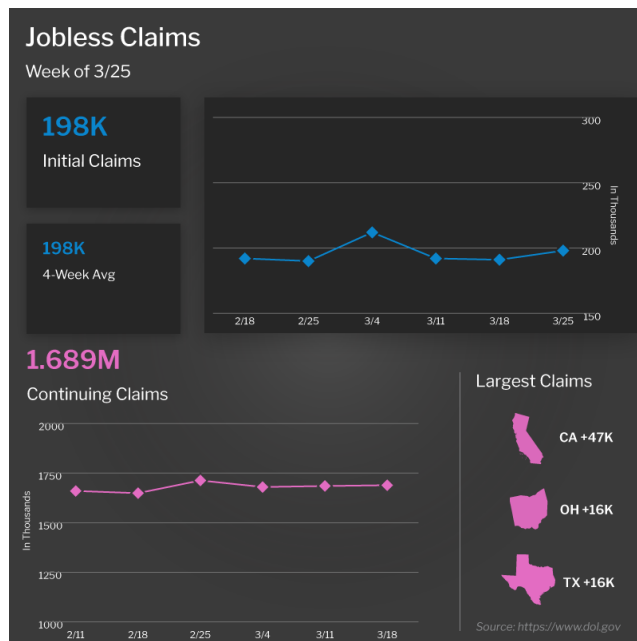 Jobless Claims
Week of 3/25
198K
Initial Claims
198K
4-Week Avg
300
250
200
150
In Thousands
2/18 2/25 3/4 3/11 3/18 3/25
1.689M
Continuing Claims
2000
1750
1500
1250
1000
In Thousands
2/11 2/18 2/25 3/4 3/11 3/18
Largest Claims
CA +47K
OH +16K
TX +16K
Source: https://www.dol.gov